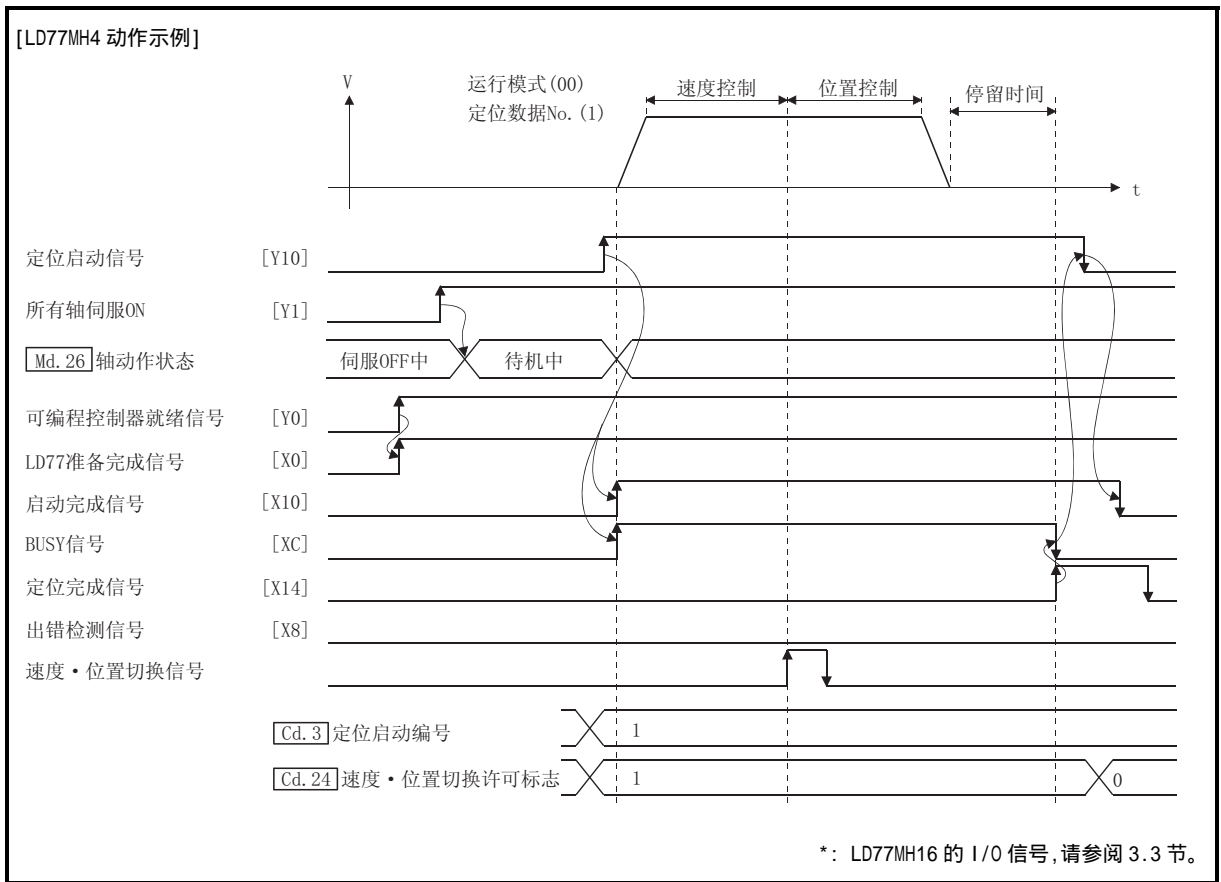 [LD77MH4 动作示例]
V
运行模式(00)
定位数据No.(1)
速度控制
位置控制
停留时间
t
定位启动信号 [Y10]
所有轴伺服ON [Y1]
Md.26 轴动作状态
伺服OFF中
待机中
可编程控制器就绪信号 [Y0]
LD77准备完成信号 [X0]
启动完成信号 [X10]
BUSY信号 [XC]
定位完成信号 [X14]
出错检测信号 [X8]
速度·位置切换信号
Cd.3 定位启动编号
1
Cd.24 速度·位置切换许可标志
1
0
*: LD77MH16 的 I/O 信号,请参阅 3.3 节。